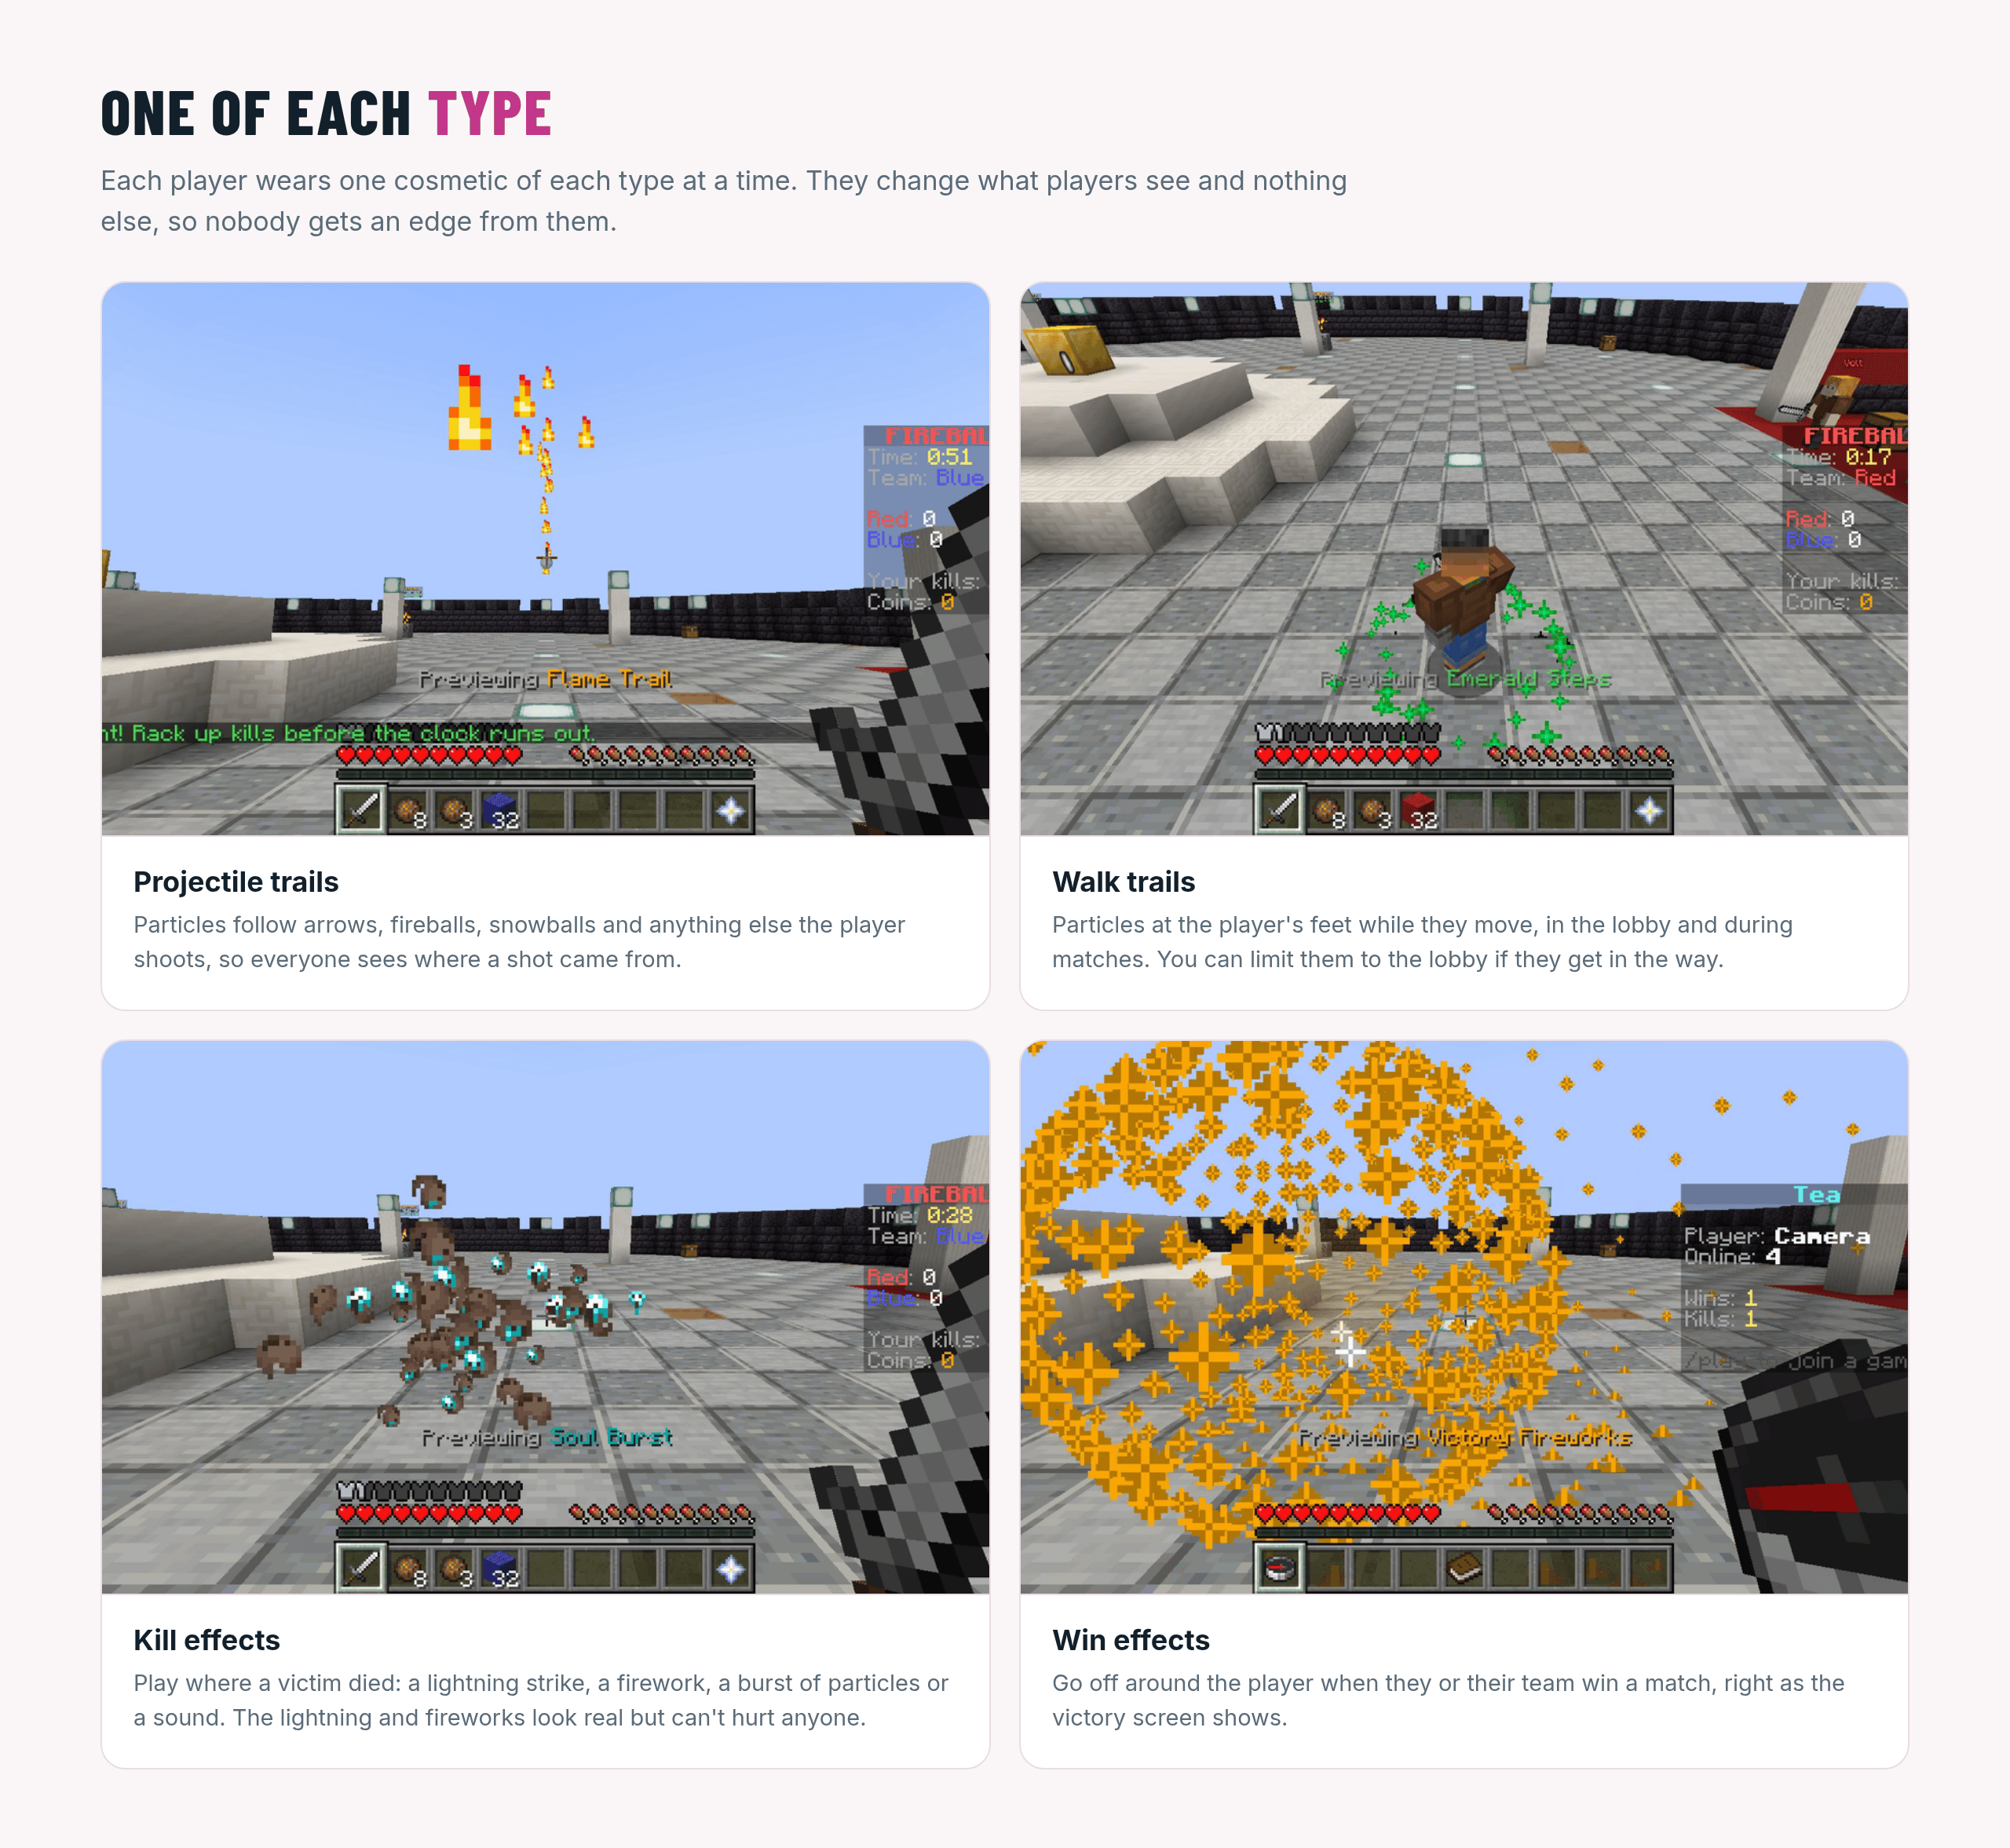 ONE OF EACH TYPE
Each player wears one cosmetic of each type at a time. They change what players see and nothing
else, so nobody gets an edge from them.
FIREBAL
Time: 0:51
Team: Blue
Red: 0
Blue: 0
Your kills:
Coins: 0
Previewing Flame Trail
nt! Rack up kills before the clock runs out.
8 3 32
Projectile trails
Particles follow arrows, fireballs, snowballs and anything else the player
shoots, so everyone sees where a shot came from.
Volt
FIREBAL
Time: 0:17
Team: Red
Red: 0
Blue: 0
Your kills:
Coins: 0
Previewing Emerald Steps
8 3 32
Walk trails
Particles at the player's feet while they move, in the lobby and during
matches. You can limit them to the lobby if they get in the way.
FIREBAL
Time: 0:28
Team: Blue
Red: 0
Blue: 0
Your kills:
Coins: 0
Previewing Soul Burst
8 3 32
Kill effects
Play where a victim died: a lightning strike, a firework, a burst of particles or
a sound. The lightning and fireworks look real but can't hurt anyone.
Tea
Player: Camera
Online: 4
Wins: 1
Kills: 1
join a gam
Previewing Victory Fireworks
Win effects
Go off around the player when they or their team win a match, right as the
victory screen shows.